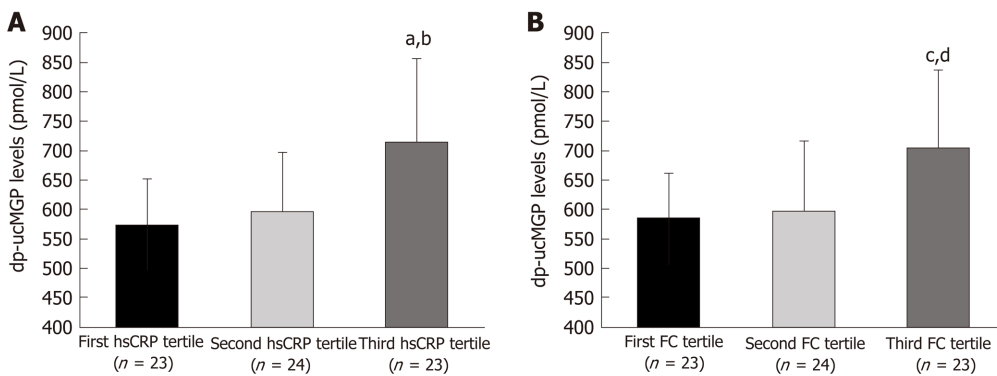 A
dp-ucMGP levels (pmol/L)
900
850
800
750
700
650
600
550
500
450
400
a,b
First hsCRP tertile
(n = 23)
Second hsCRP tertile
(n = 24)
Third hsCRP tertile
(n = 23)
B
dp-ucMGP levels (pmol/L)
900
850
800
750
700
650
600
550
500
450
400
c,d
First FC tertile
(n = 23)
Second FC tertile
(n = 24)
Third FC tertile
(n = 23)